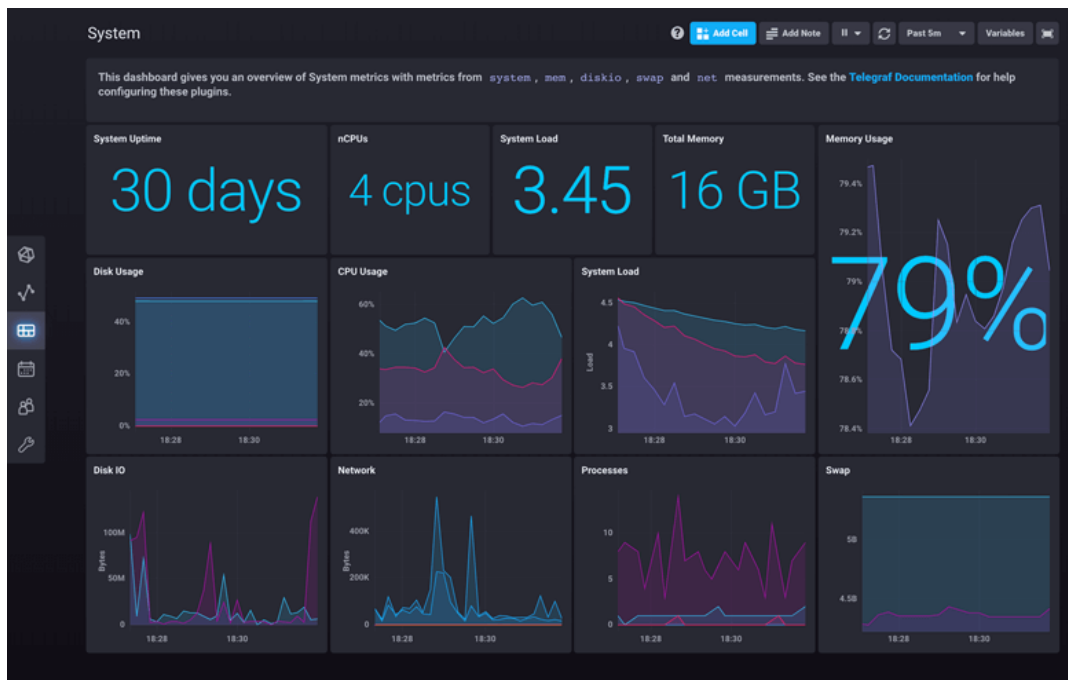 System
Add Cell
Add Note
Past 5m
Variables
This dashboard gives you an overview of System metrics with metrics from system, mem, diskio, swap and net measurements. See the Telegraf Documentation for help
configuring these plugins.
System Uptime
30 days
nCPUs
4 cpus
System Load
3.45
Total Memory
16 GB
Memory Usage
79.4%
79.2%
79%
78.6%
78.4%
18:28
18:30
79%
Disk Usage
40%
20%
0%
18:28
18:30
CPU Usage
60%
40%
20%
18:28
18:30
System Load
Load
4.5
4
3.5
3
18:28
18:30
Disk IO
Bytes
100M
50M
0
18:28
18:30
Network
Bytes
400K
200K
0
18:28
18:30
Processes
10
5
0
18:28
18:30
Swap
5B
4.5B
18:28
18:30